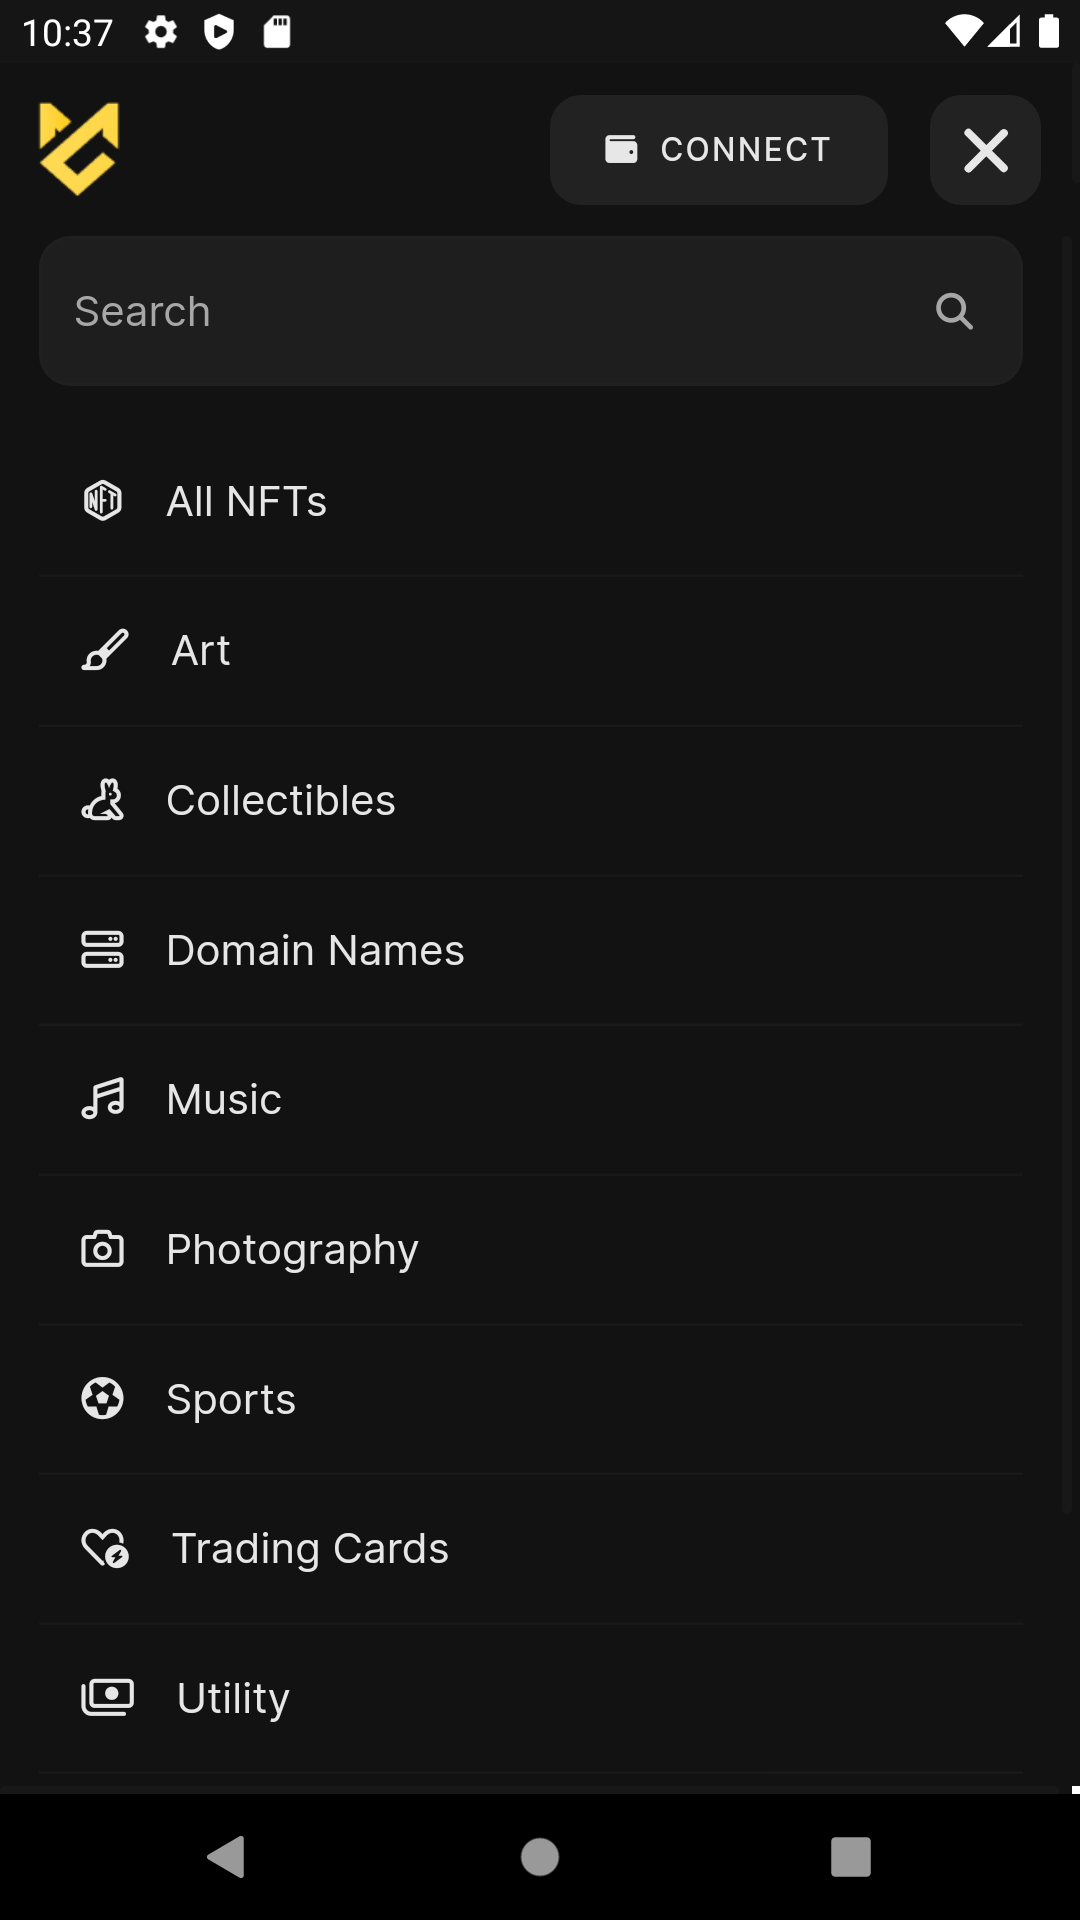 10:37
CONNECT
Search
All NFTs
Art
Collectibles
Domain Names
Music
Photography
Sports
Trading Cards
Utility